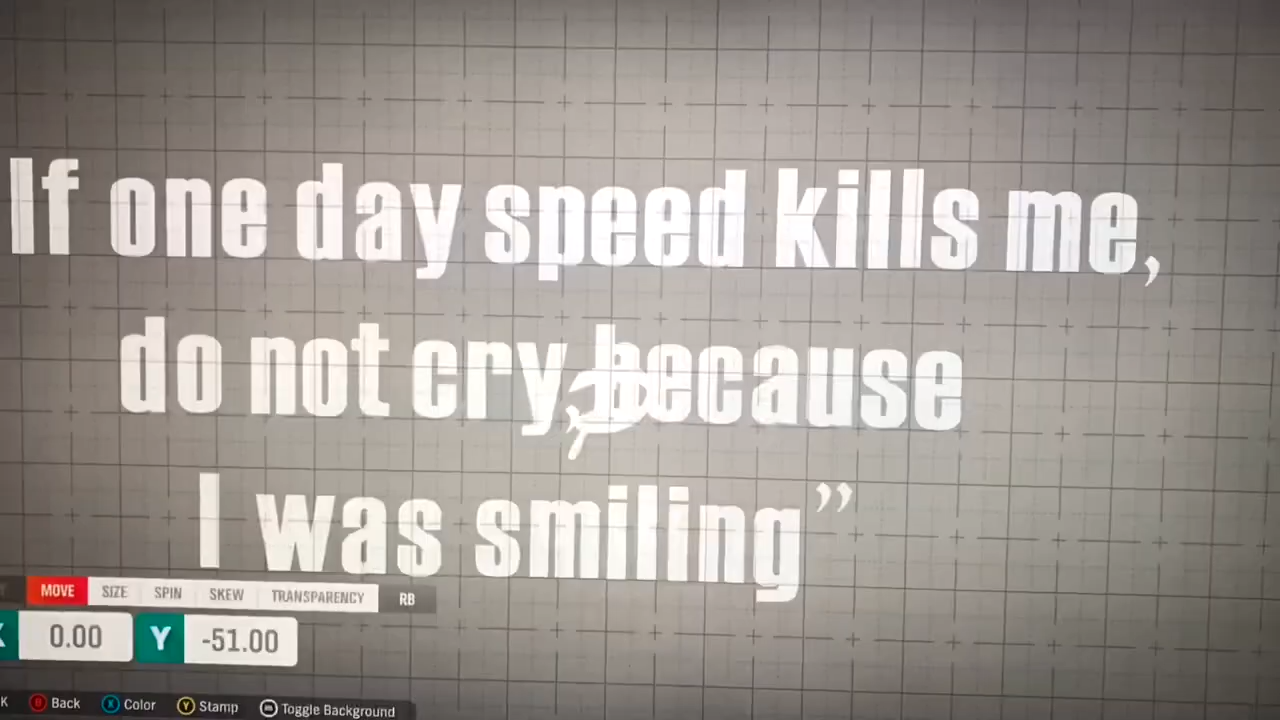 If one day speed kills me,
do not cry, because
I was smiling”
MOVE SIZE SPIN SKEW TRANSPARENCY RB
0.00 Y -51.00
Back X Color Y Stamp Toggle Background